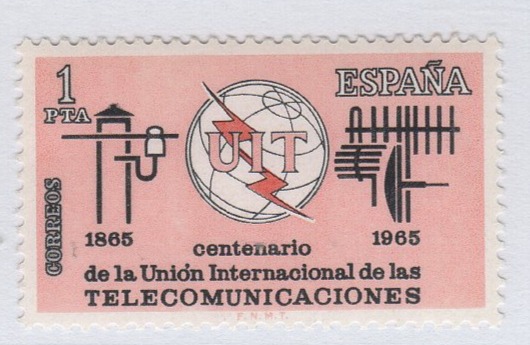 1
PTA
ESPAÑA
UIT
CORREOS
1865
1965
centenario
de la Unión Internacional de las
TELECOMUNICACIONES
F. N. M. T.